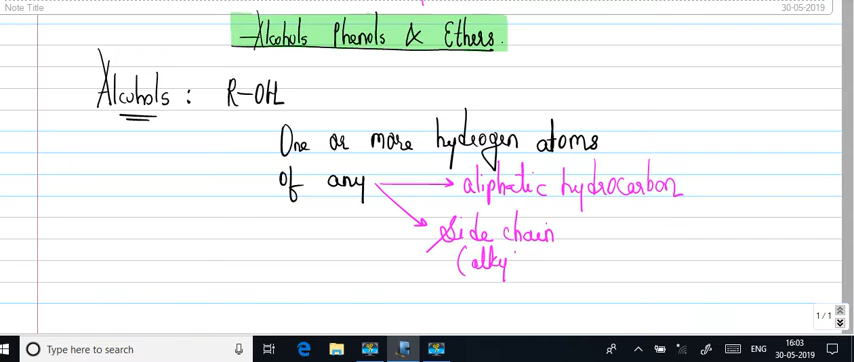 Note Title
30-05-2019
Alcohols Phenols & Ethers.
Alcohols : R-OH
One or more hydrogen atoms
of any → aliphatic hydrocarbon
Side chain
(alky
1/1
Type here to search
ENG
16:03
30-05-2019